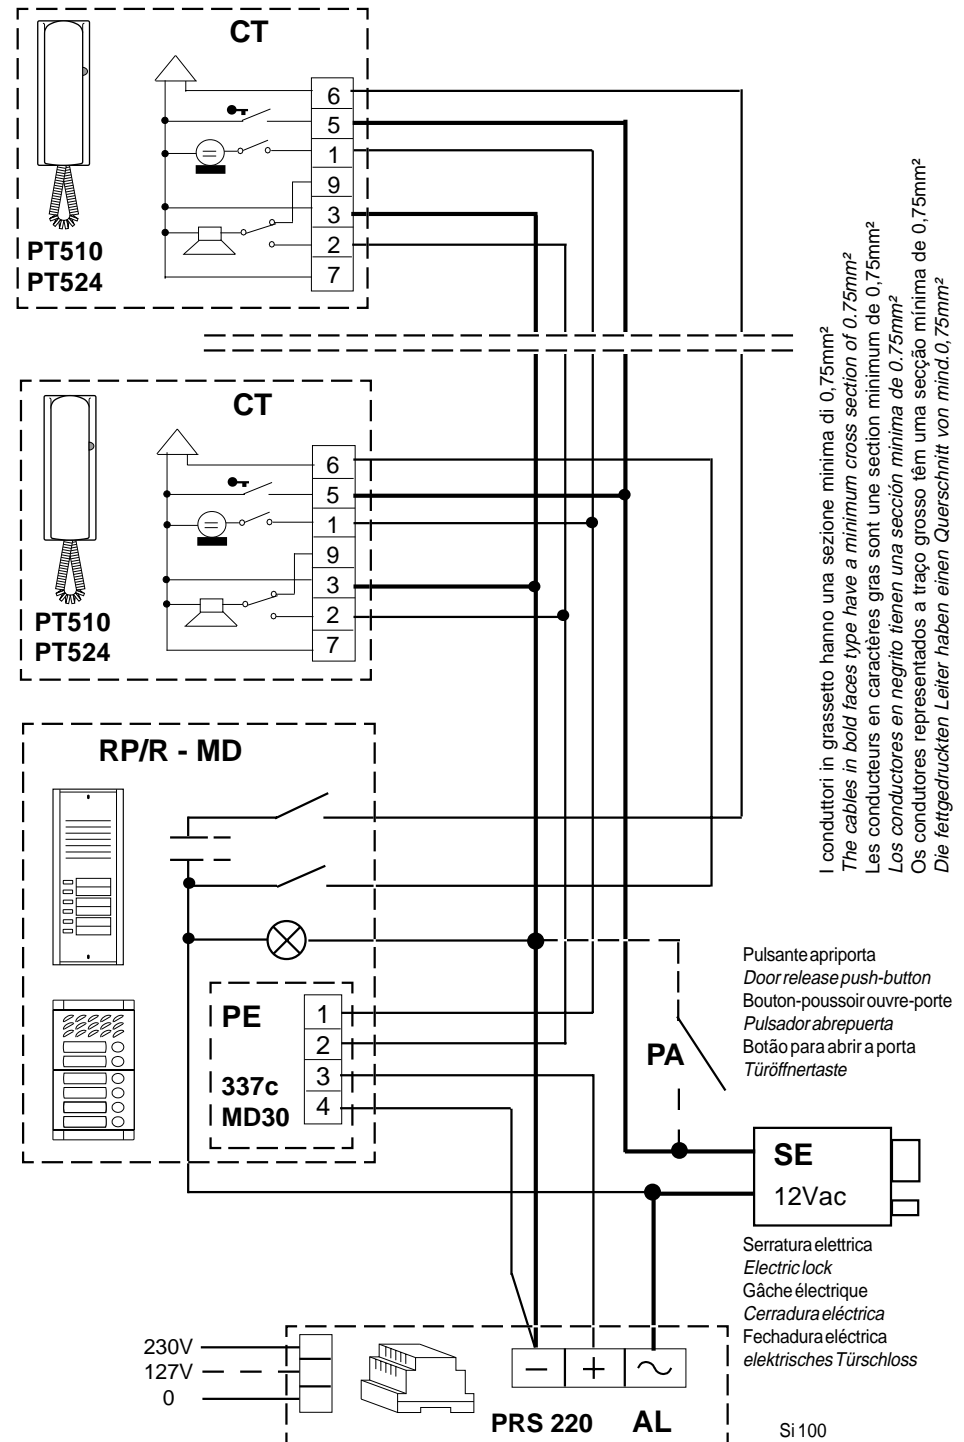 CT
6
5
1
9
3
2
7
PT510
PT524
CT
6
5
1
9
3
2
7
PT510
PT524
I conduttori in grassetto hanno una sezione minima di 0,75mm²
The cables in bold faces type have a minimum cross section of 0.75mm²
Les conducteurs en caractères gras sont une section minimum de 0,75mm²
Los conductores en negrito tienen una sección minima de 0.75mm²
Os condutores representados a traço grosso têm uma secção mínima de 0,75mm²
Die fettgedruckten Leiter haben einen Querschnitt von mind.0,75mm²
RP/R - MD
PE
337c
MD30
1
2
3
4
PA
Pulsante apriporta
Door release push-button
Bouton-poussoir ouvre-porte
Pulsador abrepuerta
Botão para abrir a porta
Türöffnertaste
SE
12Vac
Serratura elettrica
Electric lock
Gâche électrique
Cerradura eléctrica
Fechadura eléctrica
elektrisches Türschloss
230V
127V
0
− + ~
PRS 220 AL
Si 100